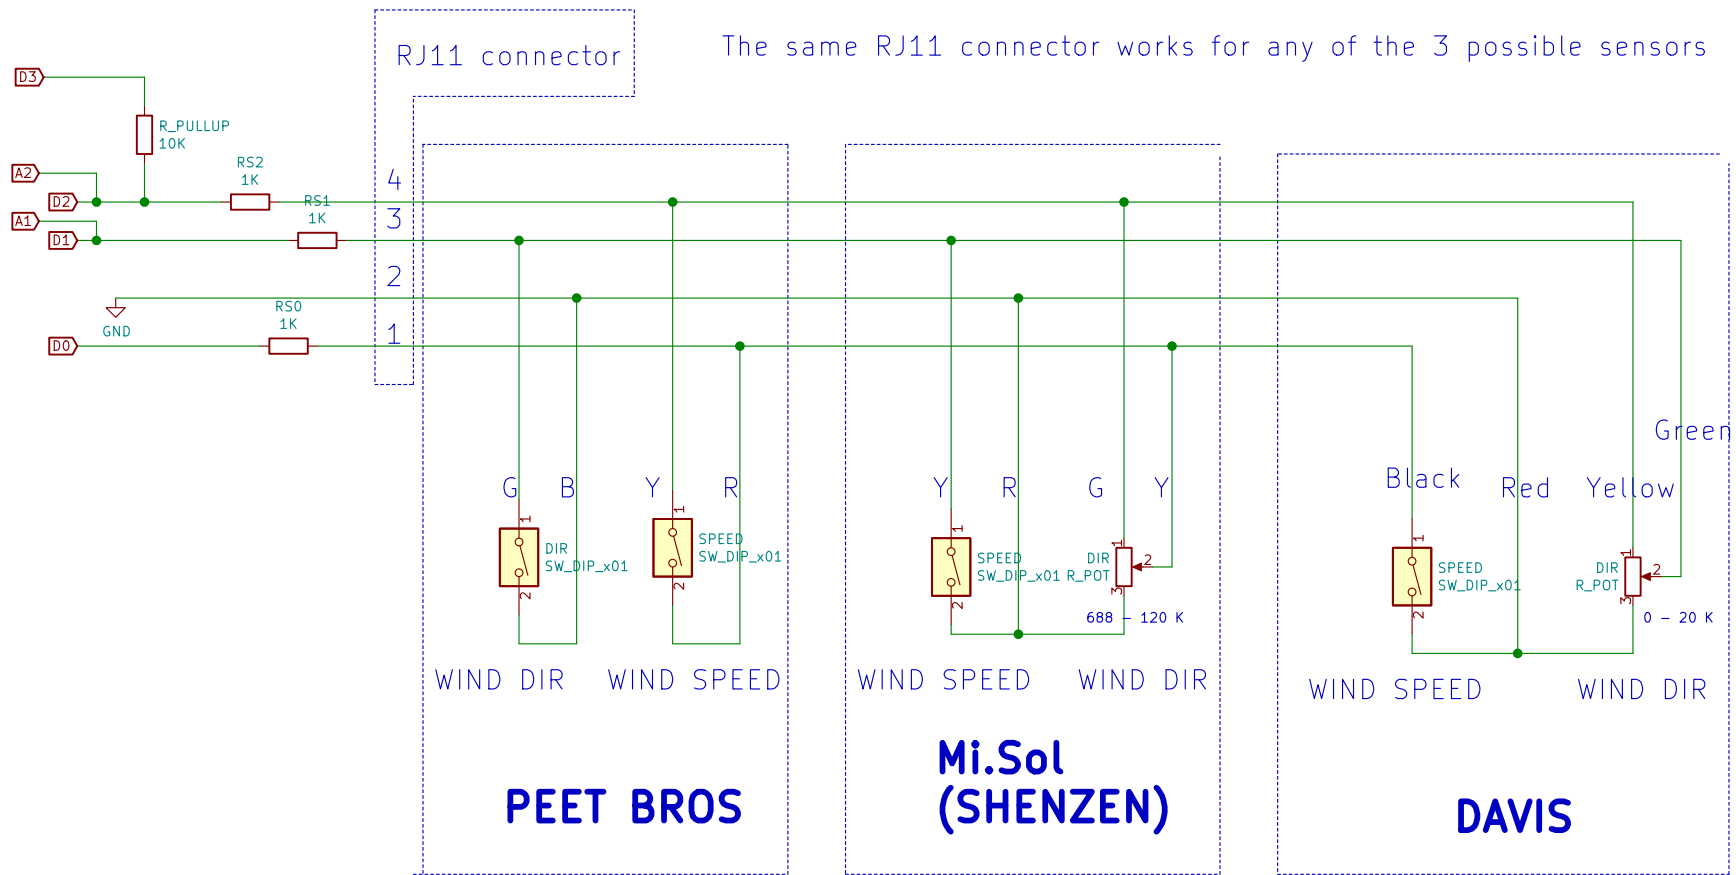 RJ11 connector
The same RJ11 connector works for any of the 3 possible sensors
D3
R_PULLUP
10K
A2
RS2
1K
D2
A1
RS1
1K
D1
4
3
2
1
GND
RS0
1K
D0
G B Y R
1
2
DIR
SW_DIP_x01
1
2
SPEED
SW_DIP_x01
WIND DIR
WIND SPEED
PEET BROS
Y R G Y
1
2
SPEED
SW_DIP_x01
1
2
3
DIR
R_POT
688 - 120 K
WIND SPEED
WIND DIR
Mi.Sol
(SHENZEN)
Green
Black Red Yellow
1
2
SPEED
SW_DIP_x01
1
2
3
DIR
R_POT
0 - 20 K
WIND SPEED
WIND DIR
DAVIS